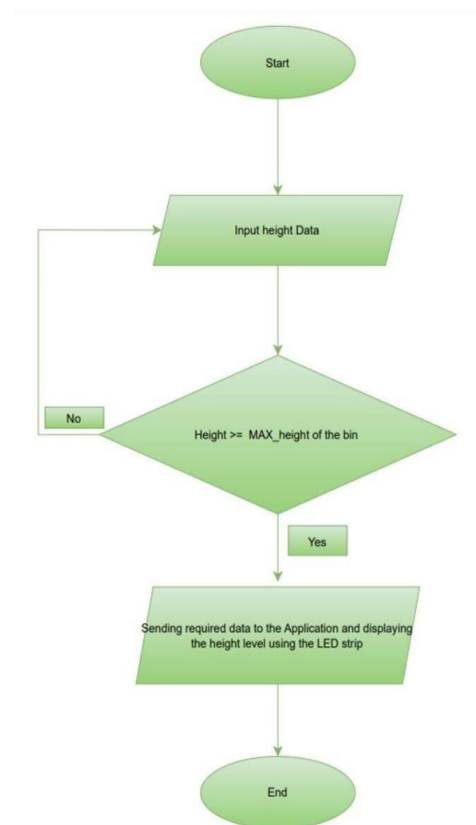 Start
Input height Data
No
Height >= MAX_height of the bin
Yes
Sending required data to the Application and displaying
the height level using the LED strip
End